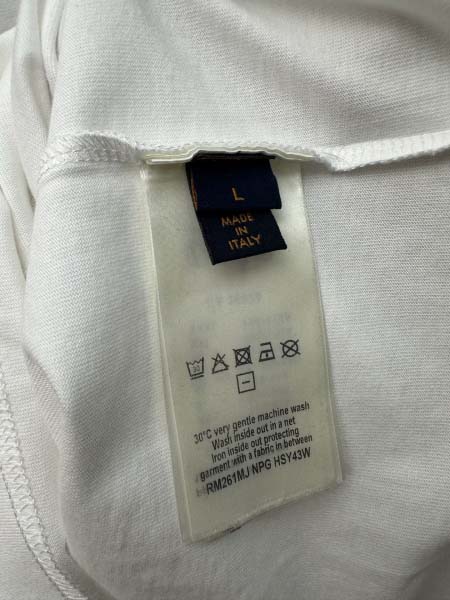 L
MADE
IN
ITALY
30
30°C very gentle machine wash
Wash inside out in a net
Iron inside out protecting
garment with a fabric in between
RM261MJ NPG HSY43W